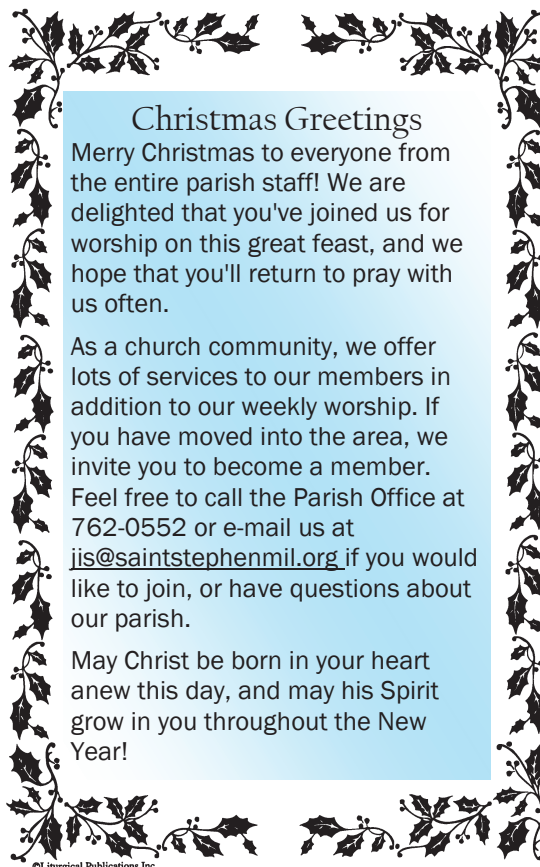 Christmas Greetings
Merry Christmas to everyone from
the entire parish staff! We are
delighted that you've joined us for
worship on this great feast, and we
hope that you'll return to pray with
us often.
As a church community, we offer
lots of services to our members in
addition to our weekly worship. If
you have moved into the area, we
invite you to become a member.
Feel free to call the Parish Office at
762-0552 or e-mail us at
jis@saintstephenmil.org if you would
like to join, or have questions about
our parish.
May Christ be born in your heart
anew this day, and may his Spirit
grow in you throughout the New
Year!
©Liturgical Publications Inc